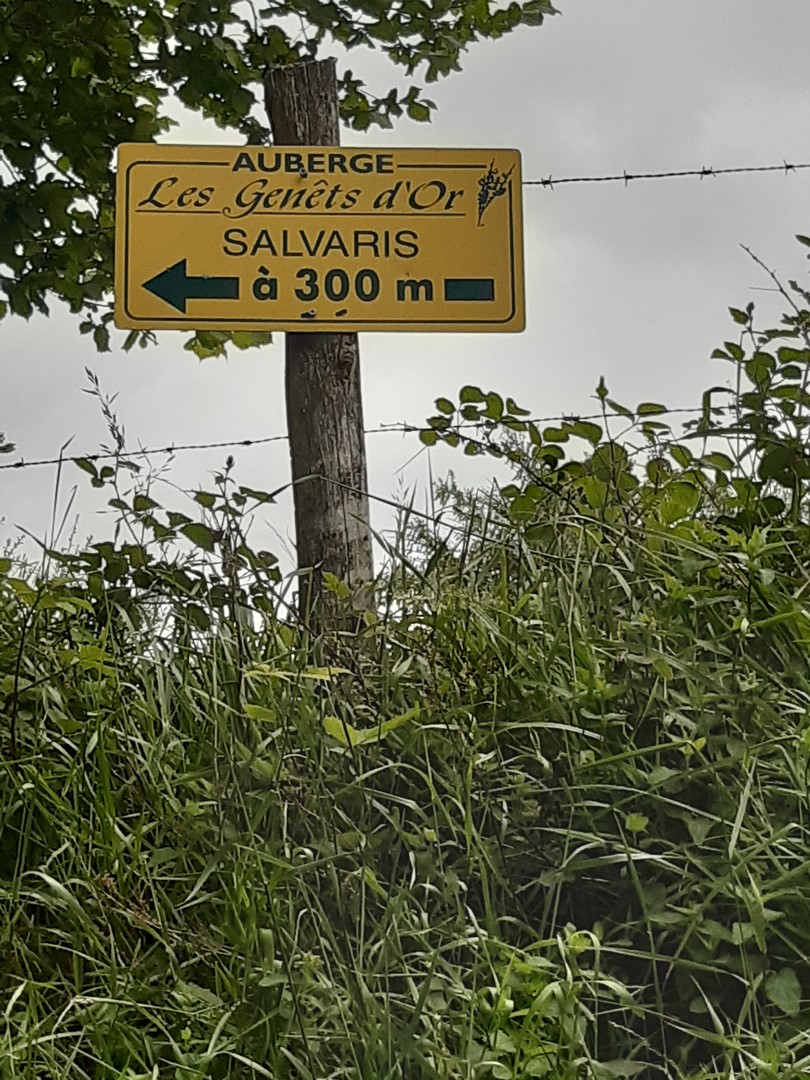 AUBERGE
Les Genêts d'Or
SALVARIS
à 300 m